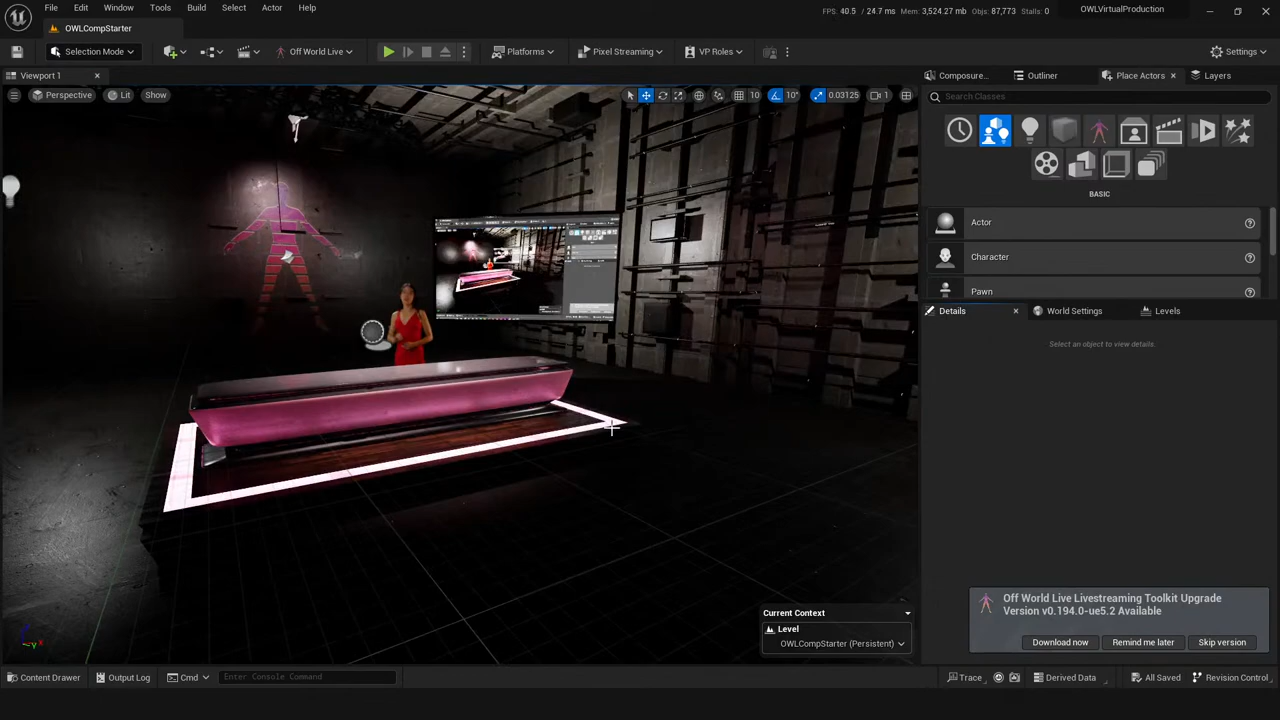 File Edit Window Tools Build Select Actor Help
FPS: 40.5 / 24.7 ms Mem: 3,524.27 mb Objs: 87,773 Stalls: 0
OWLVirtualProduction
OWLCompStarter
Selection Mode
Off World Live
Platforms
Pixel Streaming
VP Roles
Settings
Viewport 1
Composure...
Outliner
Place Actors
Layers
Perspective
Lit
Show
10
10°
0.03125
1
Search Classes
BASIC
Actor
Character
Pawn
Details
World Settings
Levels
Select an object to view details.
Off World Live Livestreaming Toolkit Upgrade
Version v0.194.0-ue5.2 Available
Download now
Remind me later
Skip version
Current Context
Level
OWLCompStarter (Persistent)
Content Drawer
Output Log
Cmd
Enter Console Command
Trace
Derived Data
All Saved
Revision Control